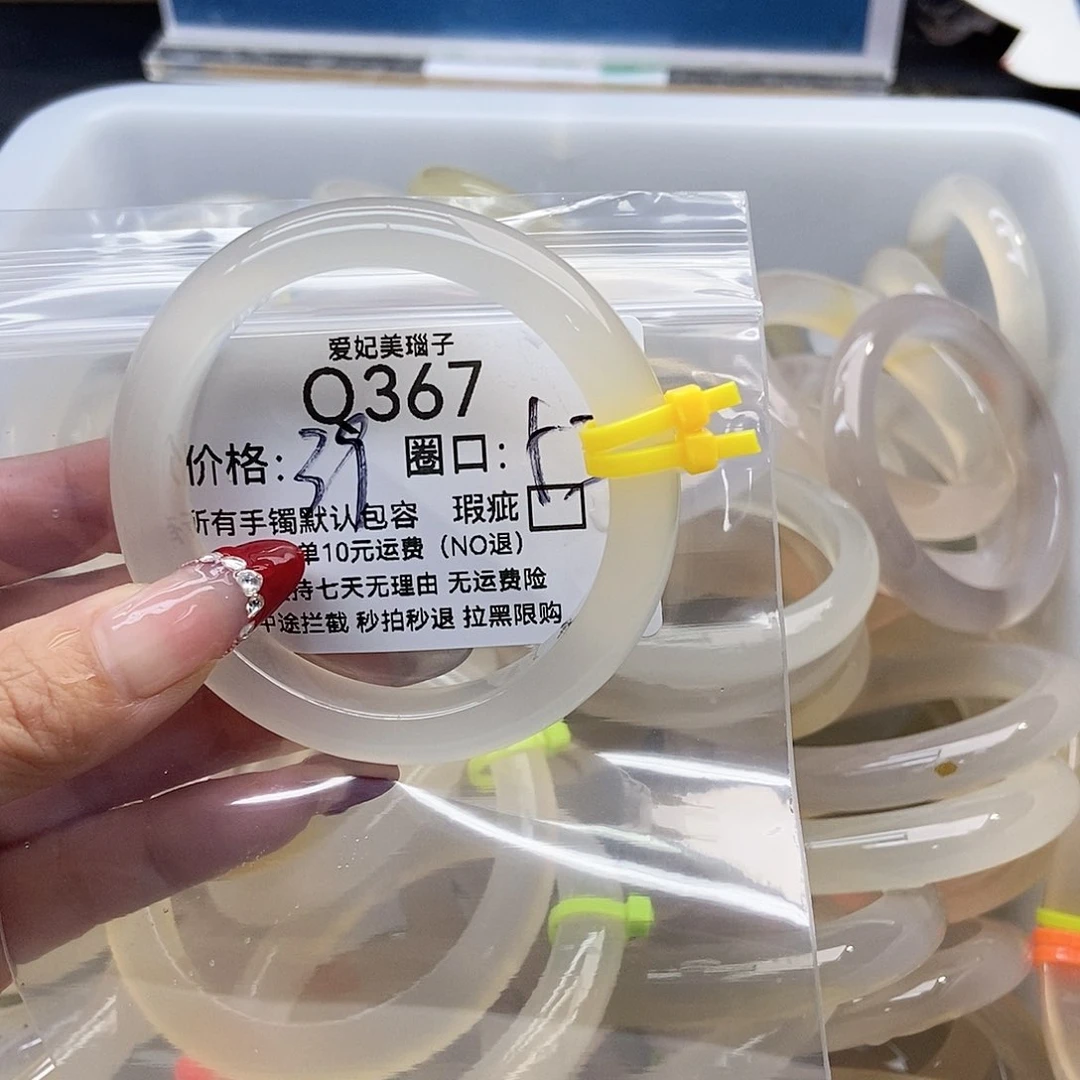 爱妃美瑙子
Q367
价格:39 圈口:
所有手镯默认包容 瑕疵
单10元运费(NO退)
持七天无理由 无运费险
中途拦截 秒拍秒退 拉黑限购